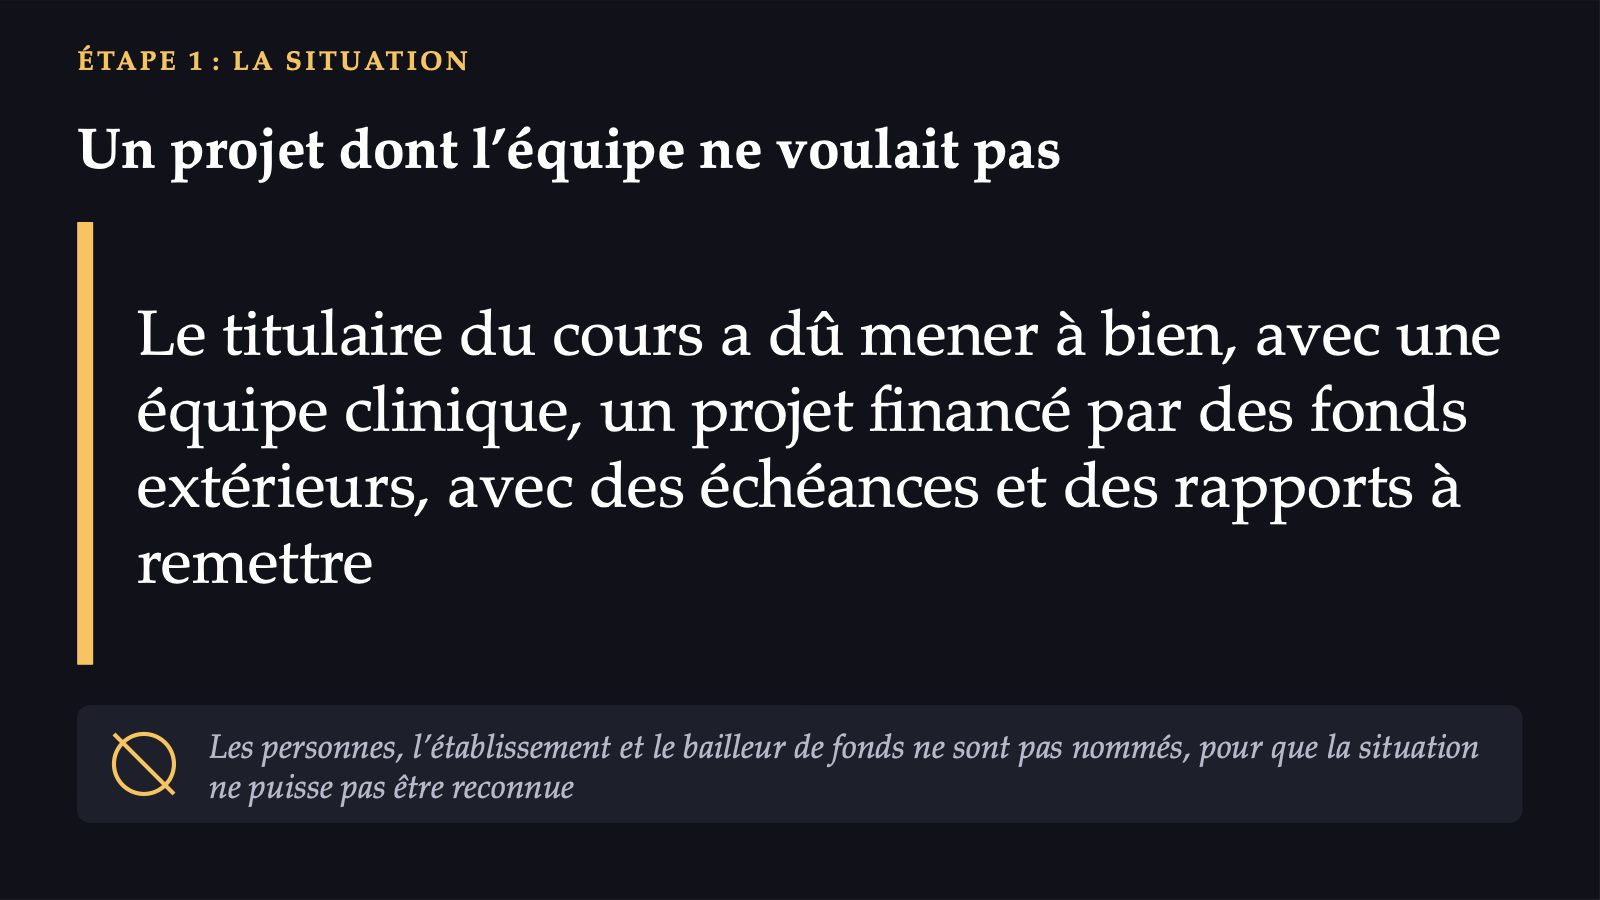 ÉTAPE 1 : LA SITUATION
Un projet dont l’équipe ne voulait pas
Le titulaire du cours a dû mener à bien, avec une
équipe clinique, un projet financé par des fonds
extérieurs, avec des échéances et des rapports à
remettre
Les personnes, l’établissement et le bailleur de fonds ne sont pas nommés, pour que la situation
ne puisse pas être reconnue